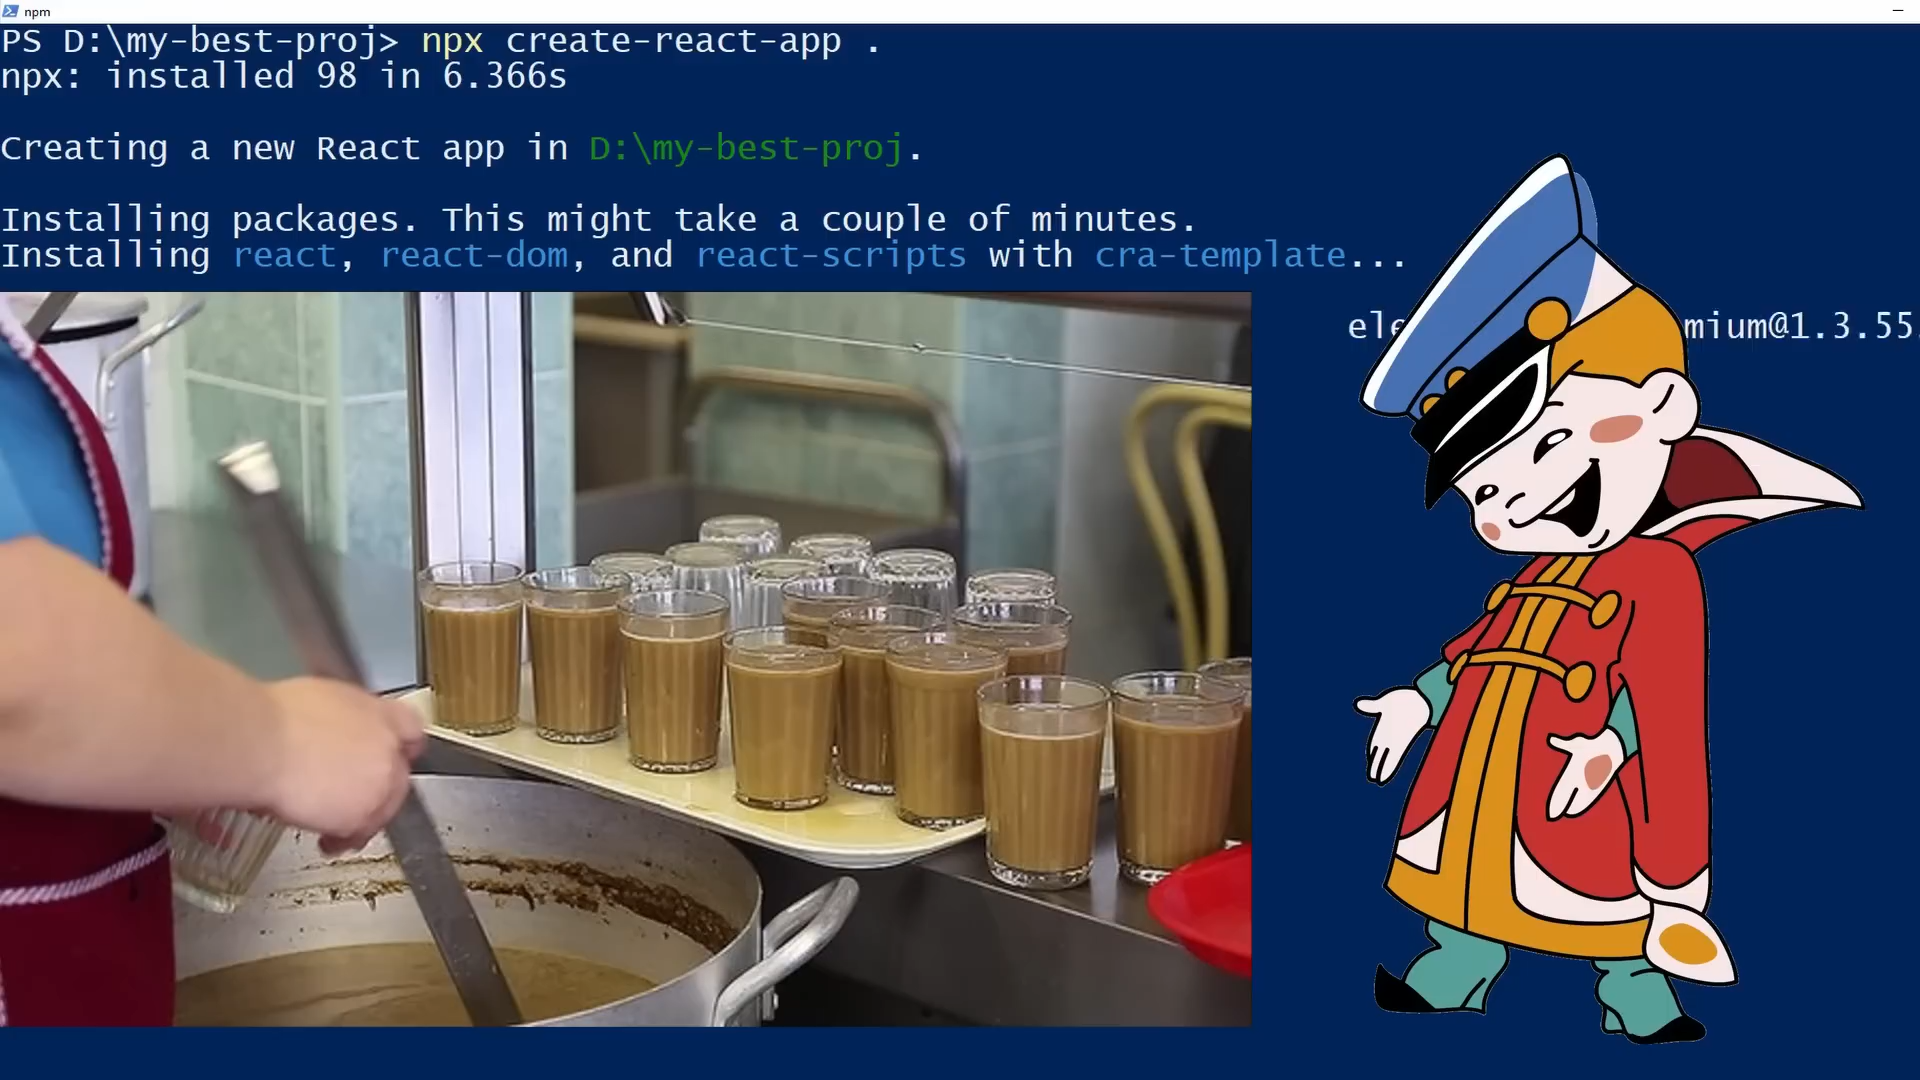 npm
PS D:\my-best-proj> npx create-react-app .
npx: installed 98 in 6.366s
Creating a new React app in D:\my-best-proj.
Installing packages. This might take a couple of minutes.
Installing react, react-dom, and react-scripts with cra-template...
mium@1.3.55.